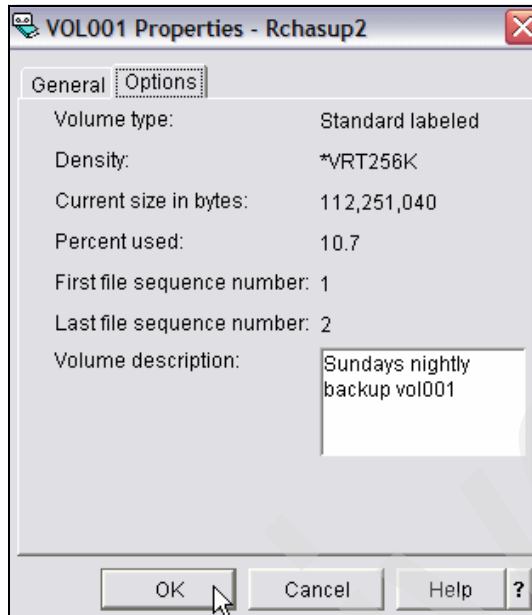 VOL001 Properties - Rchasup2
General Options
Volume type: Standard labeled
Density: *VRT256K
Current size in bytes: 112,251,040
Percent used: 10.7
First file sequence number: 1
Last file sequence number: 2
Volume description: Sundays nightly
backup vol001
OK Cancel Help ?